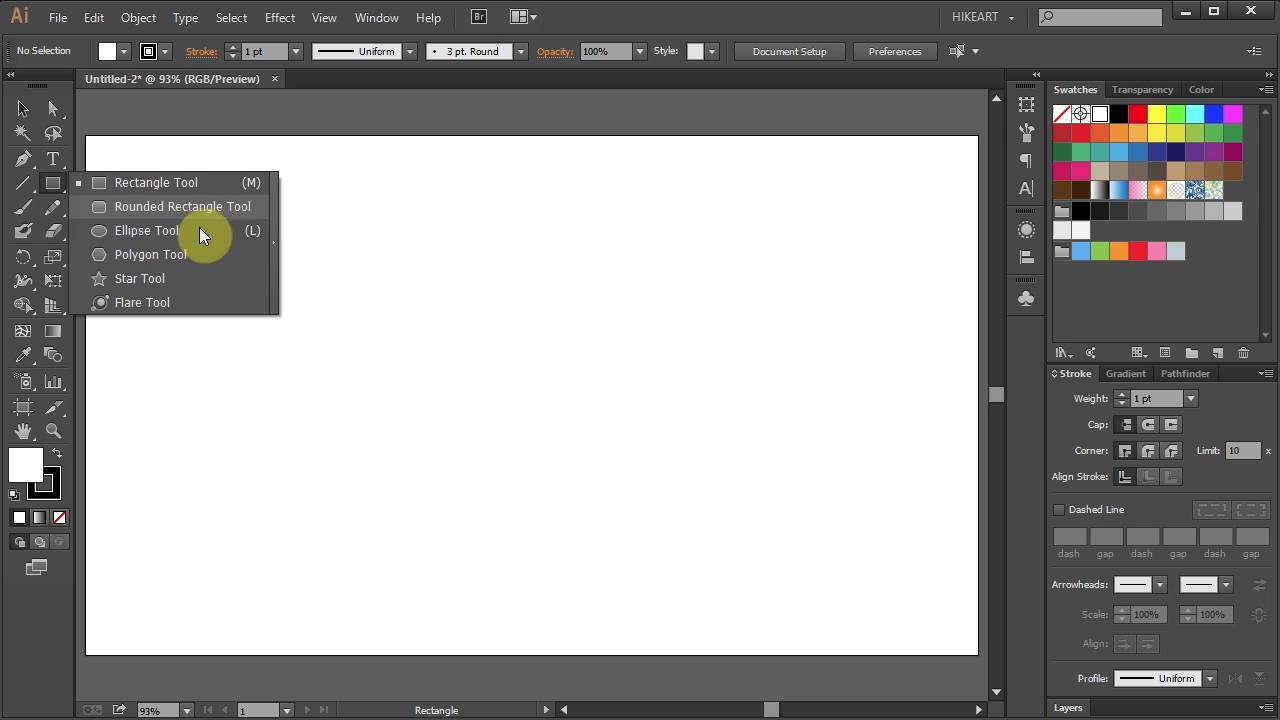 Ai File Edit Object Type Select Effect View Window Help Br HIKEART
No Selection Stroke: 1 pt Uniform 3 pt. Round Opacity: 100% Style: Document Setup Preferences
Untitled-2* @ 93% (RGB/Preview)
Rectangle Tool (M)
Rounded Rectangle Tool
Ellipse Tool (L)
Polygon Tool
Star Tool
Flare Tool
Swatches Transparency Color
Stroke Gradient Pathfinder
Weight: 1 pt
Cap:
Corner: Limit: 10 x
Align Stroke:
Dashed Line
dash gap dash gap dash gap
Arrowheads:
Scale: 100% 100%
Align:
Profile: Uniform
Layers
93% 1 Rectangle